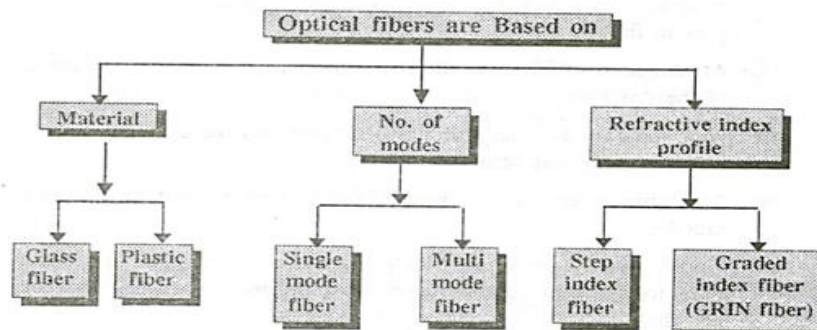 Optical fibers are Based on
Material
No. of
modes
Refractive index
profile
Glass
fiber
Plastic
fiber
Single
mode
fiber
Multi
mode
fiber
Step
index
fiber
Graded
index fiber
(GRIN fiber)